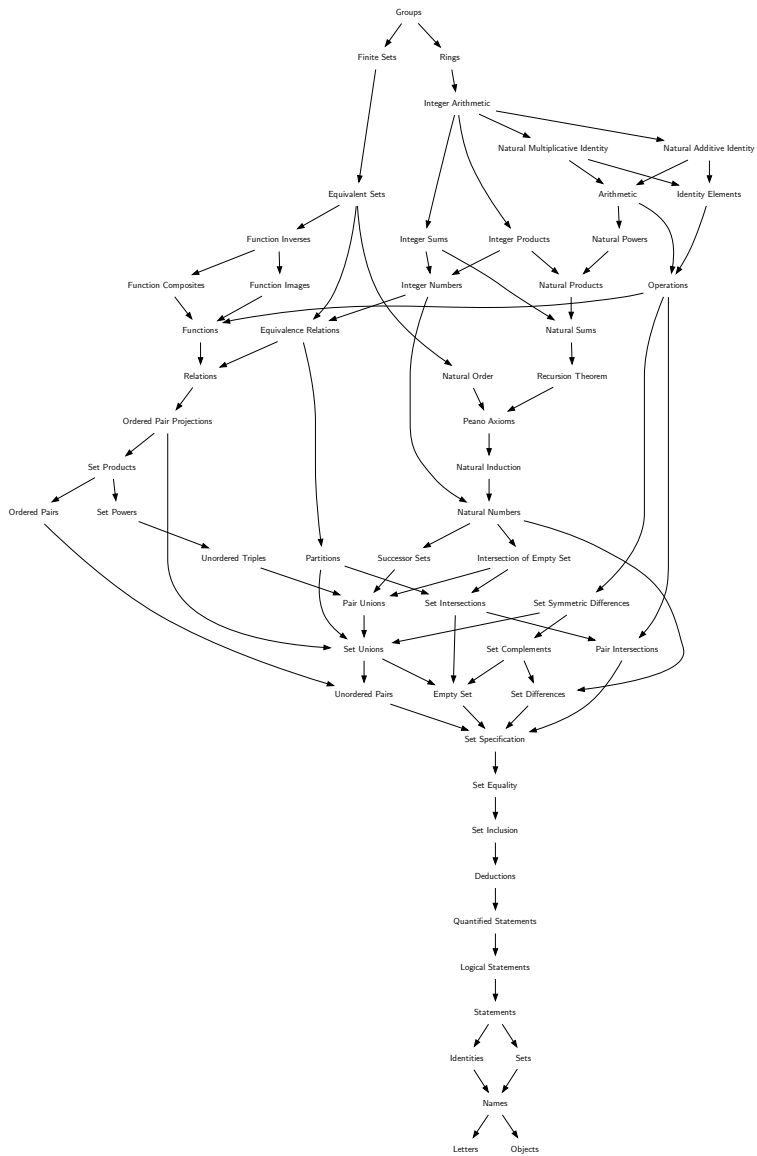 Groups
Finite Sets
Rings
Integer Arithmetic
Natural Multiplicative Identity
Natural Additive Identity
Equivalent Sets
Arithmetic
Identity Elements
Function Inverses
Integer Sums
Integer Products
Natural Powers
Function Composites
Function Images
Integer Numbers
Natural Products
Operations
Functions
Equivalence Relations
Natural Sums
Relations
Natural Order
Recursion Theorem
Ordered Pair Projections
Peano Axioms
Set Products
Natural Induction
Ordered Pairs
Set Powers
Natural Numbers
Unordered Triples
Partitions
Successor Sets
Intersection of Empty Set
Pair Unions
Set Intersections
Set Symmetric Differences
Set Unions
Set Complements
Pair Intersections
Unordered Pairs
Empty Set
Set Differences
Set Specification
Set Equality
Set Inclusion
Deductions
Quantified Statements
Logical Statements
Statements
Identities
Sets
Names
Letters
Objects